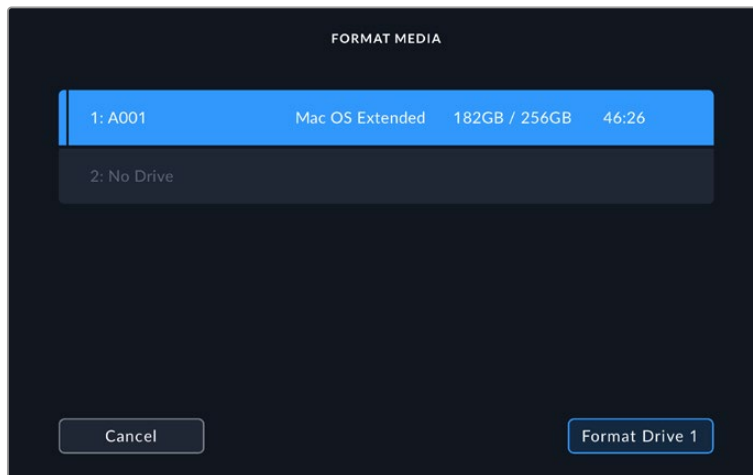 FORMAT MEDIA
1: A001 Mac OS Extended 182GB / 256GB 46:26
2: No Drive
Cancel Format Drive 1